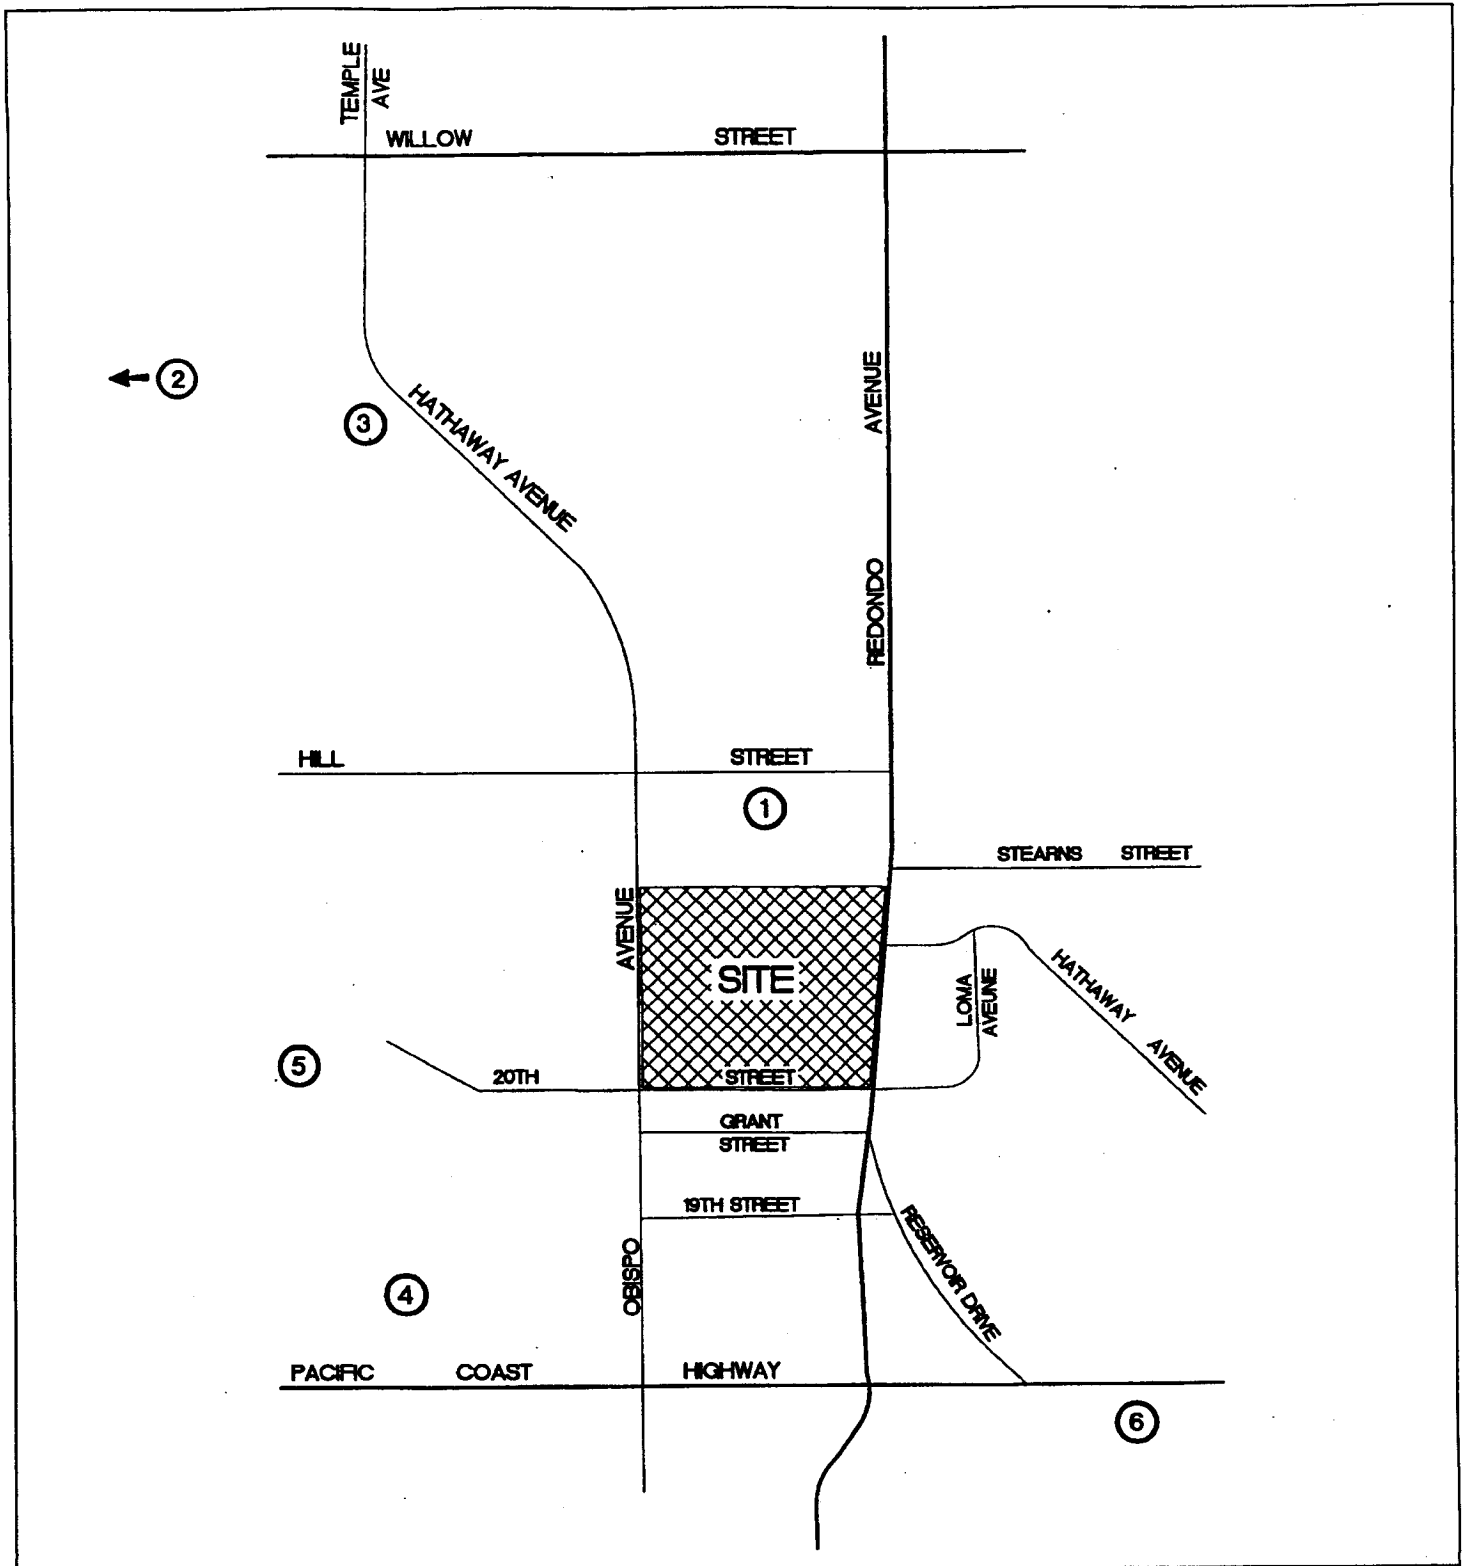 TEMPLE
AVE
WILLOW STREET
2
3
HATHAWAY AVENUE
AVENUE
REDONDO
HILL STREET
1
STEARNS STREET
AVENUE
SITE
LOMA
AVEUNE
HATHAWAY AVENUE
5
20TH STREET
GRANT
STREET
19TH STREET
RESERVOIR DRIVE
OBISPO
4
PACIFIC COAST HIGHWAY
6